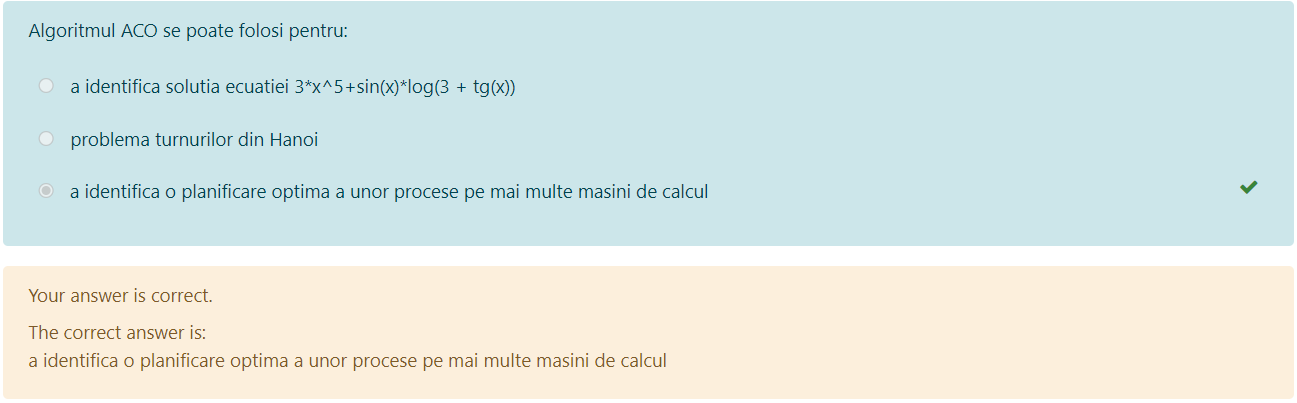 Algoritmul ACO se poate folosi pentru:
a identifica solutia ecuatiei 3*x^5+sin(x)*log(3 + tg(x))
problema turnurilor din Hanoi
a identifica o planificare optima a unor procese pe mai multe masini de calcul
Your answer is correct.
The correct answer is:
a identifica o planificare optima a unor procese pe mai multe masini de calcul